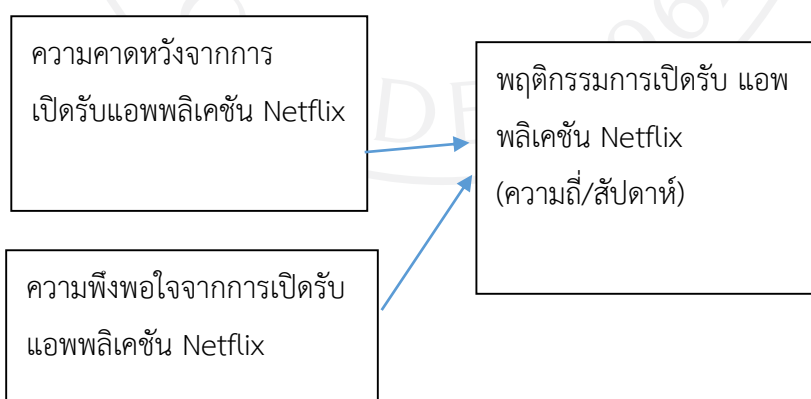 ความคาดหวังจากการ
เปิดรับแอพพลิเคชัน Netflix
พฤติกรรมการเปิดรับ แอพ
พลิเคชัน Netflix
(ความถี่/สัปดาห์)
ความพึงพอใจจากการเปิดรับ
แอพพลิเคชัน Netflix